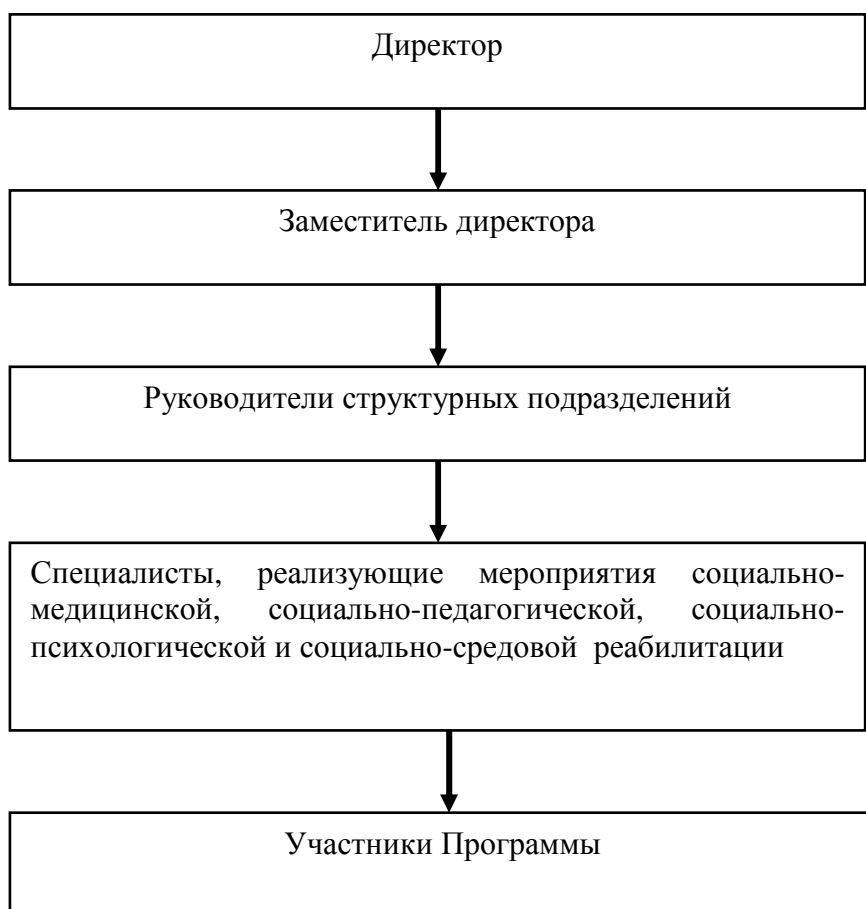 Директор
Заместитель директора
Руководители структурных подразделений
Специалисты, реализующие мероприятия социально-
медицинской, социально-педагогической, социально-
психологической и социально-средовой реабилитации
Участники Программы